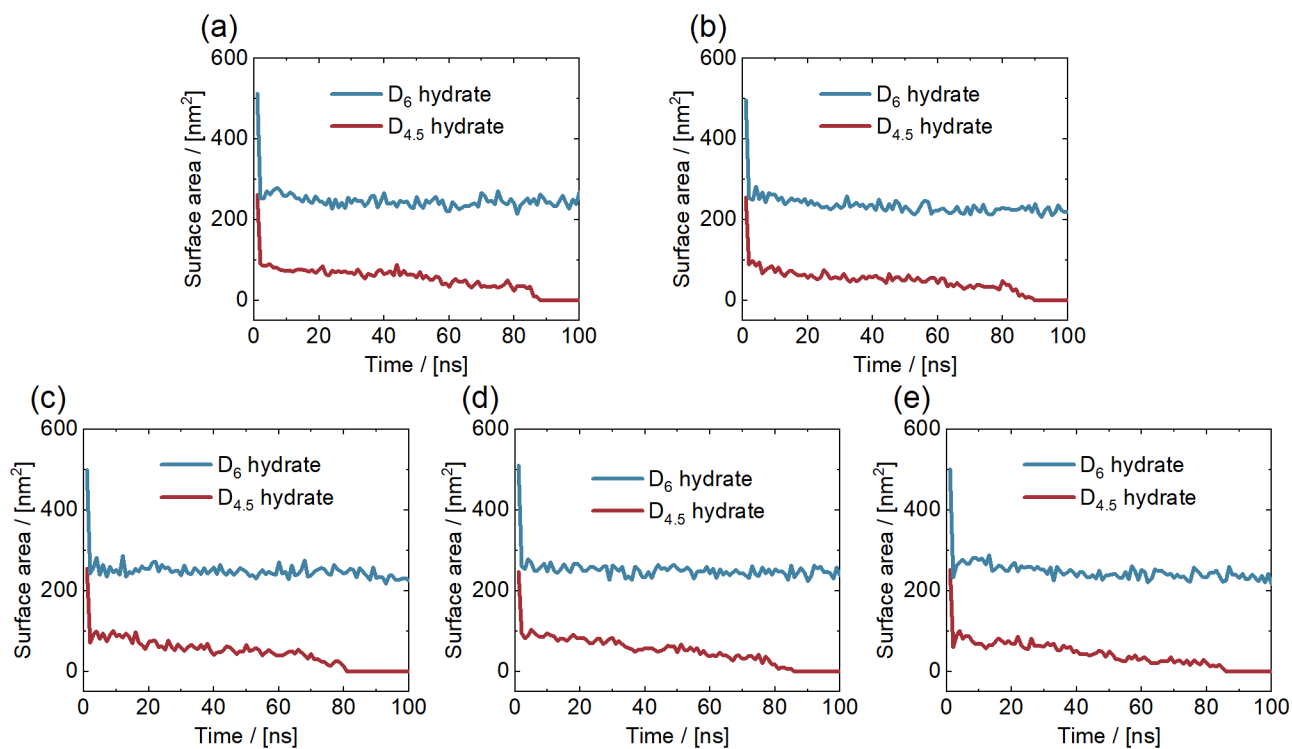 (a)
(b)
600
400
200
0
Surface area / [nm²]
D₆ hydrate
D₄.₅ hydrate
0 20 40 60 80 100
Time / [ns]
600
400
200
0
Surface area / [nm²]
D₆ hydrate
D₄.₅ hydrate
0 20 40 60 80 100
Time / [ns]
(c)
(d)
(e)
600
400
200
0
Surface area / [nm²]
D₆ hydrate
D₄.₅ hydrate
0 20 40 60 80 100
Time / [ns]
600
400
200
0
Surface area / [nm²]
D₆ hydrate
D₄.₅ hydrate
0 20 40 60 80 100
Time / [ns]
600
400
200
0
Surface area / [nm²]
D₆ hydrate
D₄.₅ hydrate
0 20 40 60 80 100
Time / [ns]